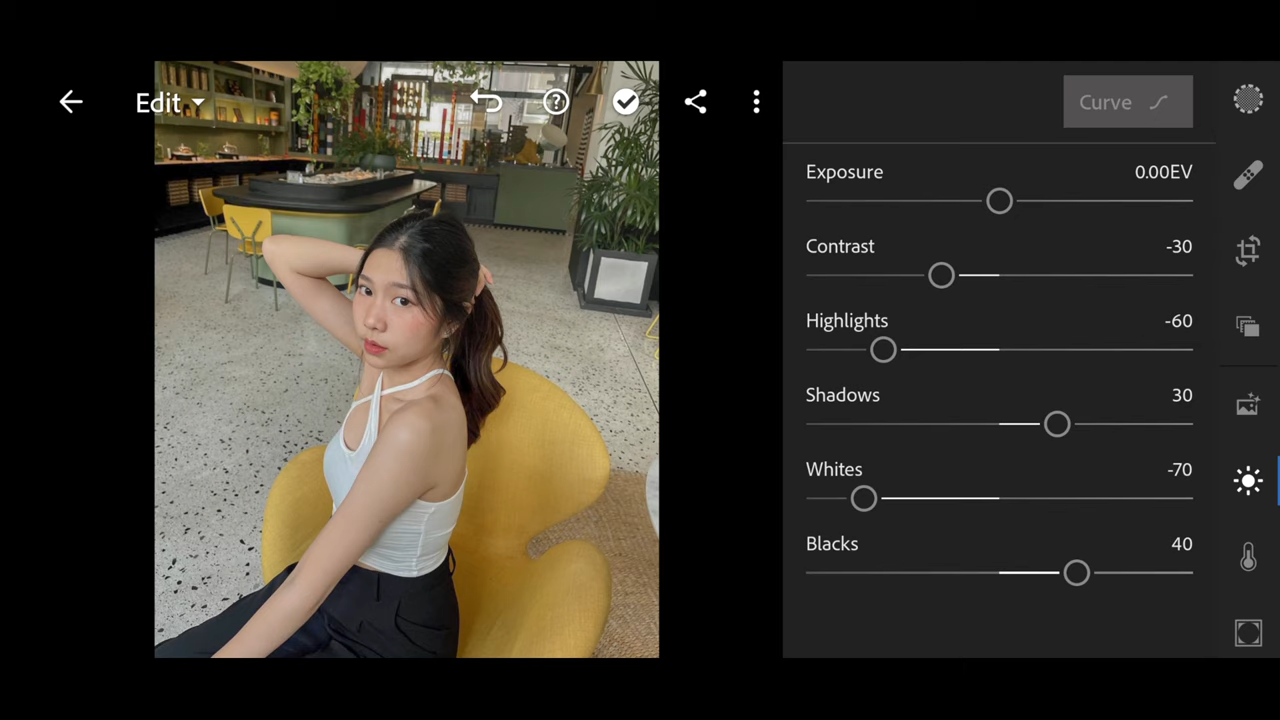 Edit
Curve
Exposure 0.00EV
Contrast -30
Highlights -60
Shadows 30
Whites -70
Blacks 40